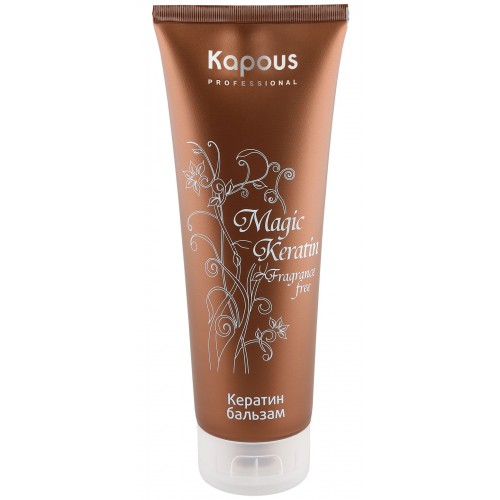 Kapous
PROFESSIONAL
Magic
Keratin
Fragrance
free
Кератин
бальзам